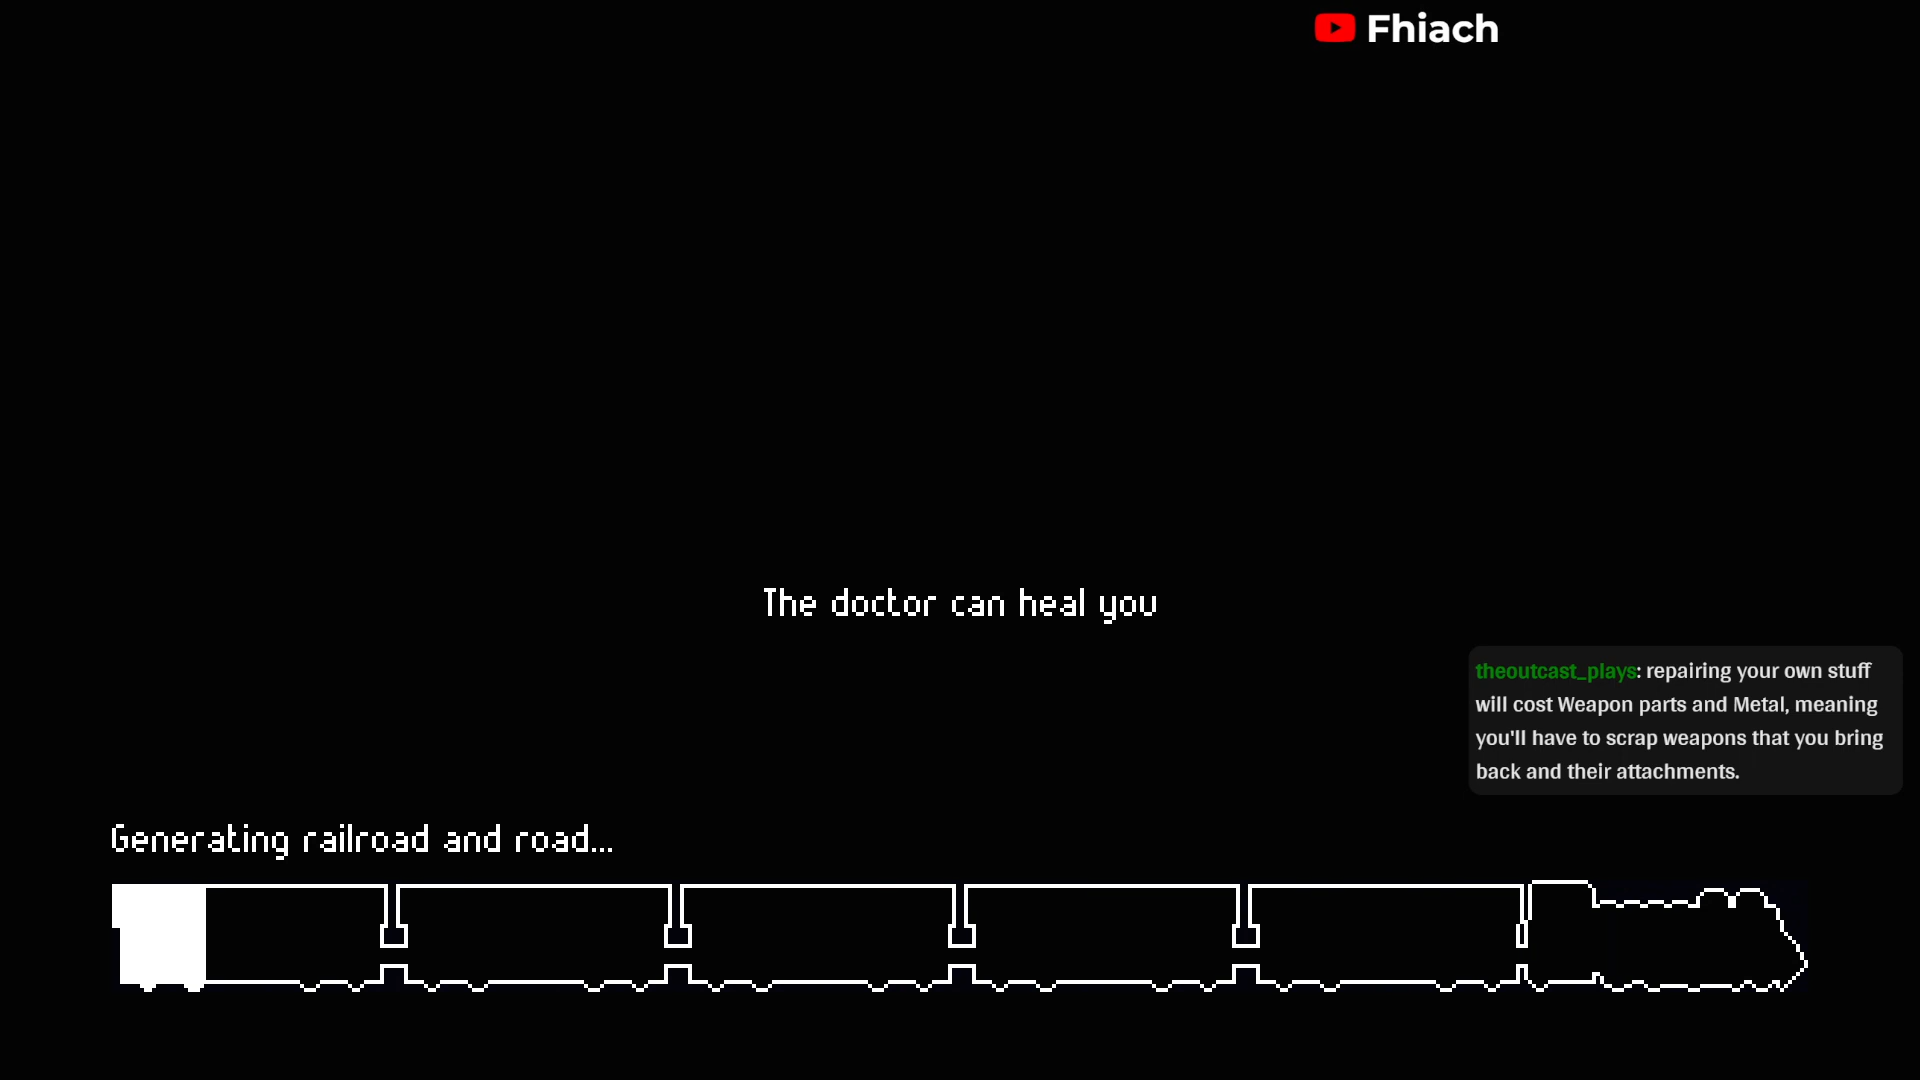 Fhiach
The doctor can heal you
theoutcast_plays: repairing your own stuff
will cost Weapon parts and Metal, meaning
you'll have to scrap weapons that you bring
back and their attachments.
Generating railroad and road...